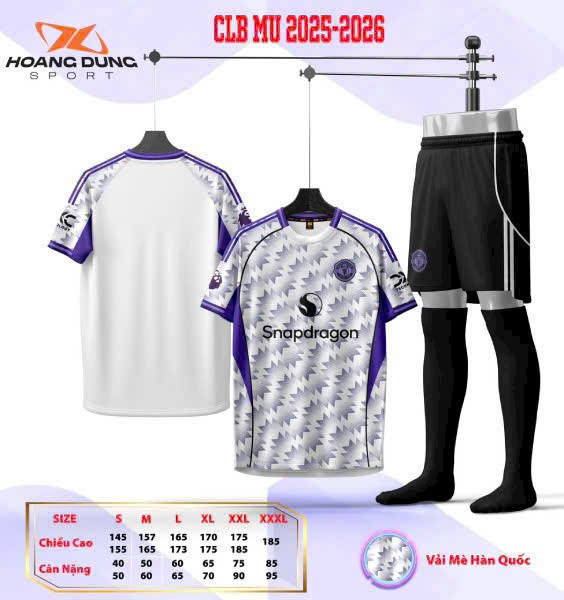 CLB MU 2025-2026
HOANG DUNG
SPORT
Snapdragon
SIZE S M L XL XXL XXXL
Chiều Cao 145 157 165 170 175 185
155 165 173 175 185
Cân Nặng 40 50 60 65 75 85
50 60 65 70 90 95
Vải Mè Hàn Quốc